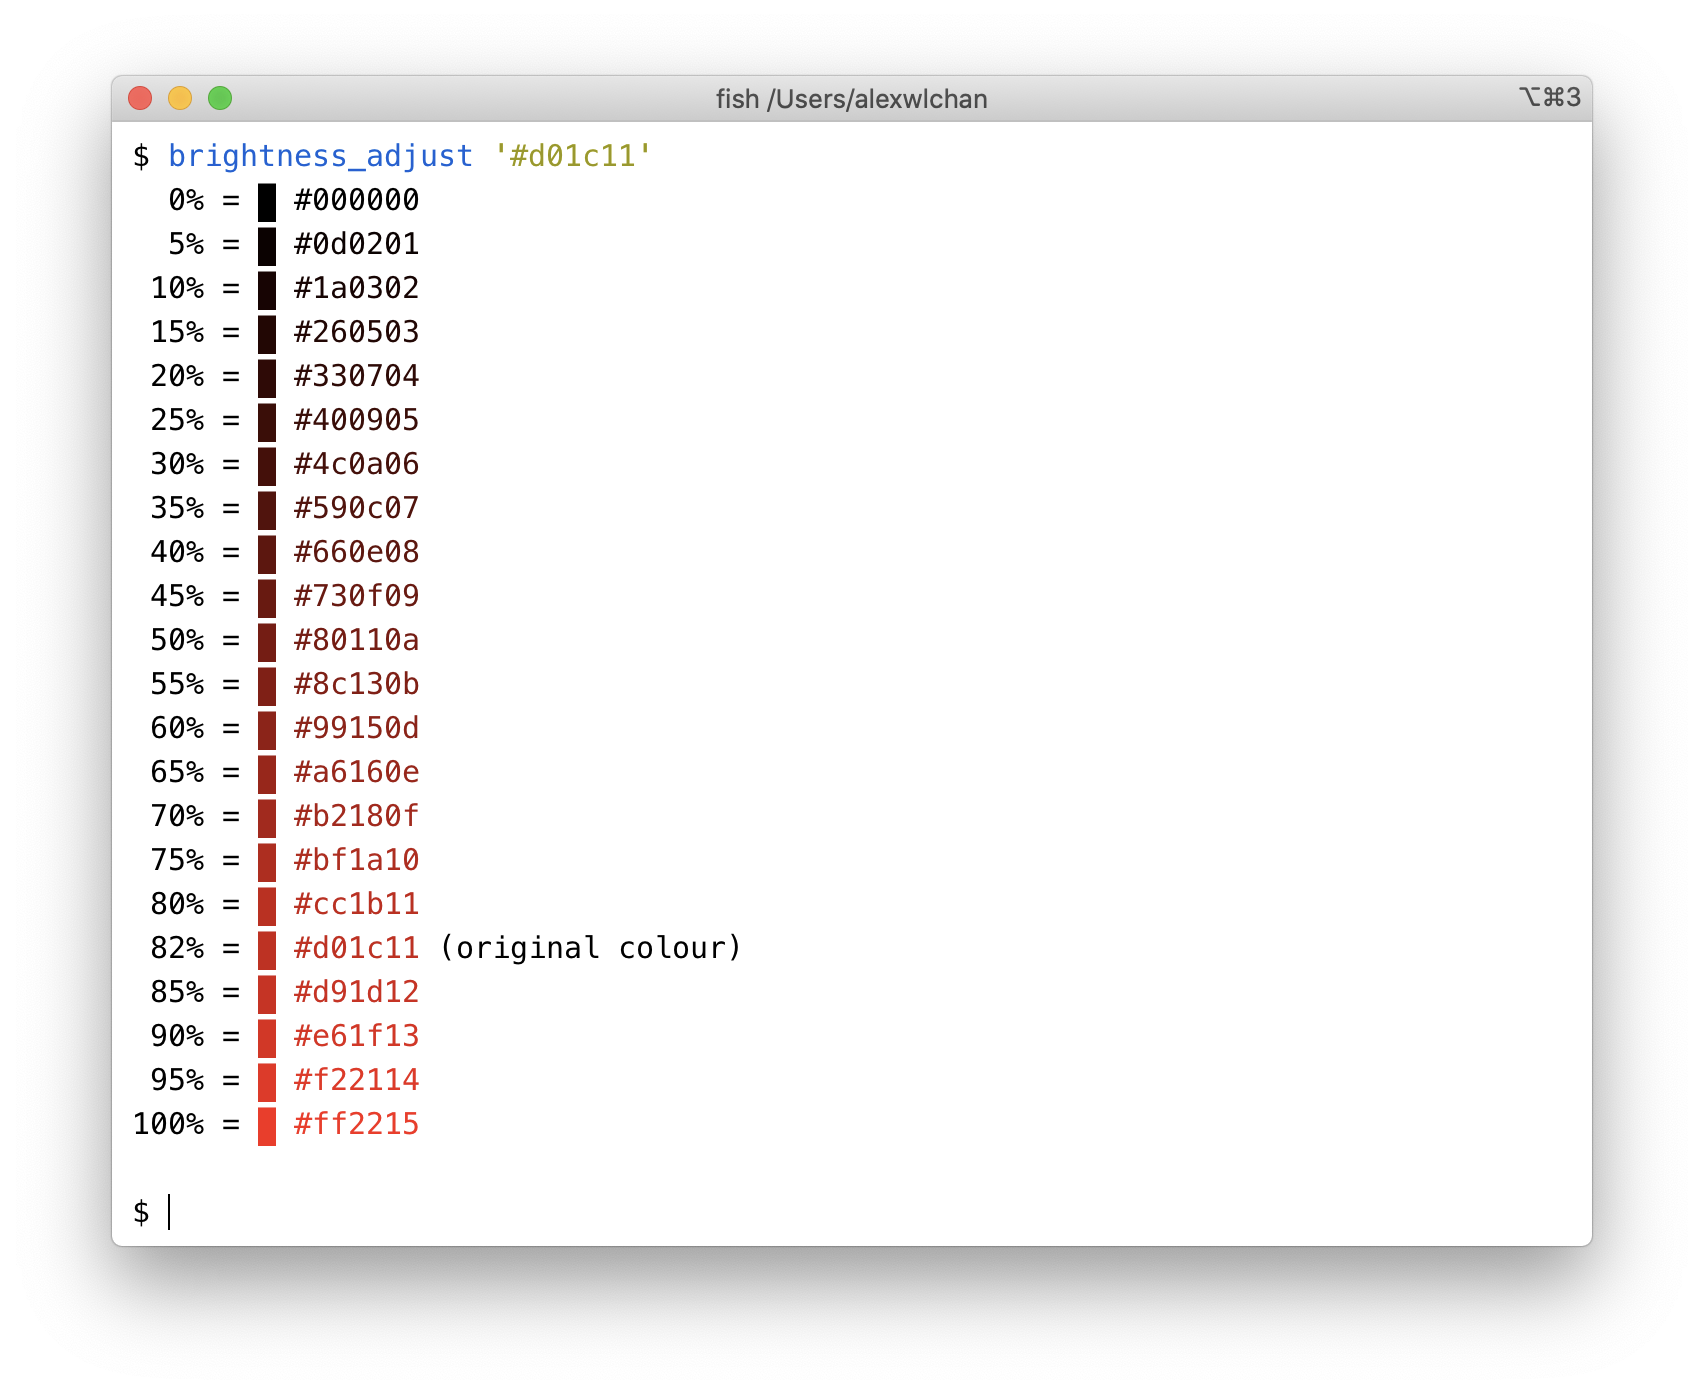 fish /Users/alexwlchan ⌥⌘3
$ brightness_adjust '#d01c11'
0% = #000000
5% = #0d0201
10% = #1a0302
15% = #260503
20% = #330704
25% = #400905
30% = #4c0a06
35% = #590c07
40% = #660e08
45% = #730f09
50% = #80110a
55% = #8c130b
60% = #99150d
65% = #a6160e
70% = #b2180f
75% = #bf1a10
80% = #cc1b11
82% = #d01c11 (original colour)
85% = #d91d12
90% = #e61f13
95% = #f22114
100% = #ff2215
$